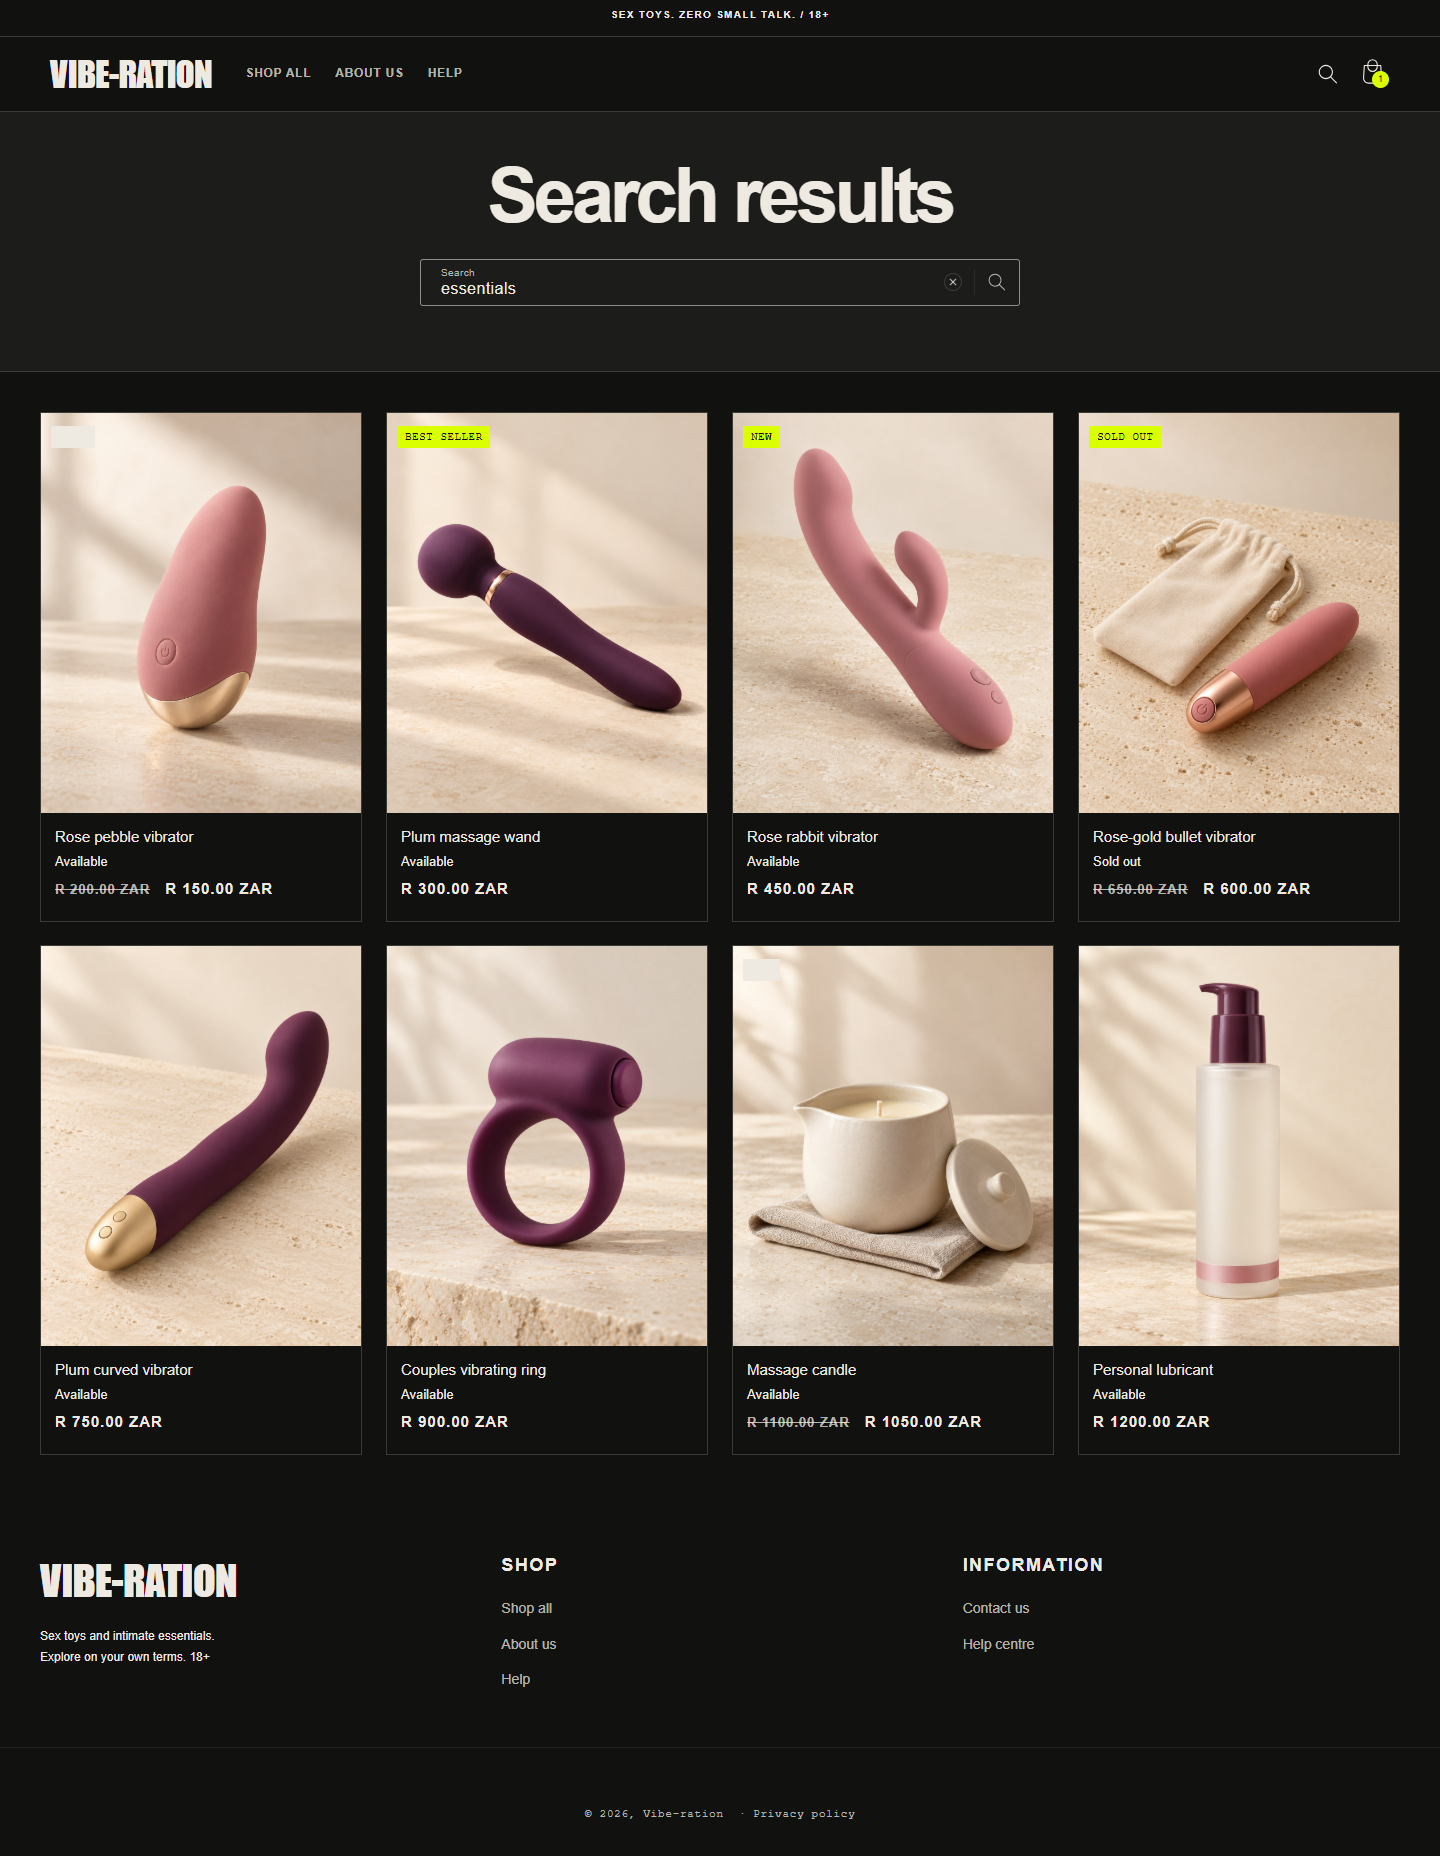 SEX TOYS. ZERO SMALL TALK. / 18+
VIBE-RATION
SHOP ALL
ABOUT US
HELP
1
Search results
Search
essentials
BEST SELLER
NEW
SOLD OUT
Rose pebble vibrator
Available
R 200.00 ZAR R 150.00 ZAR
Plum massage wand
Available
R 300.00 ZAR
Rose rabbit vibrator
Available
R 450.00 ZAR
Rose-gold bullet vibrator
Sold out
R 650.00 ZAR R 600.00 ZAR
Plum curved vibrator
Available
R 750.00 ZAR
Couples vibrating ring
Available
R 900.00 ZAR
Massage candle
Available
R 1100.00 ZAR R 1050.00 ZAR
Personal lubricant
Available
R 1200.00 ZAR
VIBE-RATION
Sex toys and intimate essentials.
Explore on your own terms. 18+
SHOP
Shop all
About us
Help
INFORMATION
Contact us
Help centre
© 2026, Vibe-ration · Privacy policy